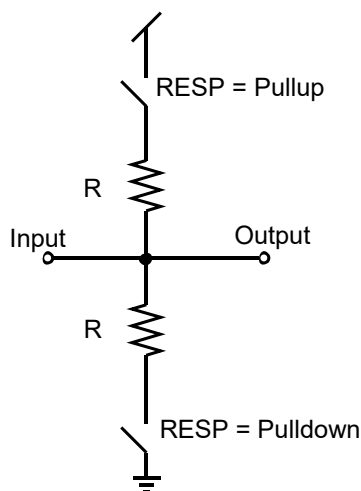 RESP = Pullup
R
Input
Output
R
RESP = Pulldown